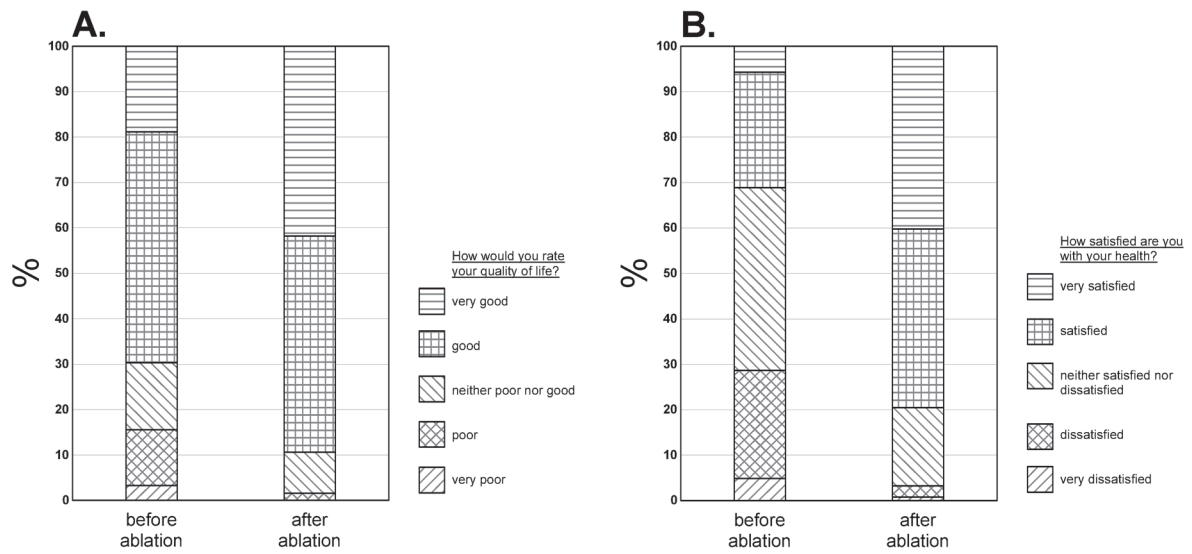 A.
100
90
80
70
60
50
40
30
20
10
0
%
before
ablation
after
ablation
How would you rate
your quality of life?
very good
good
neither poor nor good
poor
very poor
B.
100
90
80
70
60
50
40
30
20
10
0
%
before
ablation
after
ablation
How satisfied are you
with your health?
very satisfied
satisfied
neither satisfied nor
dissatisfied
dissatisfied
very dissatisfied